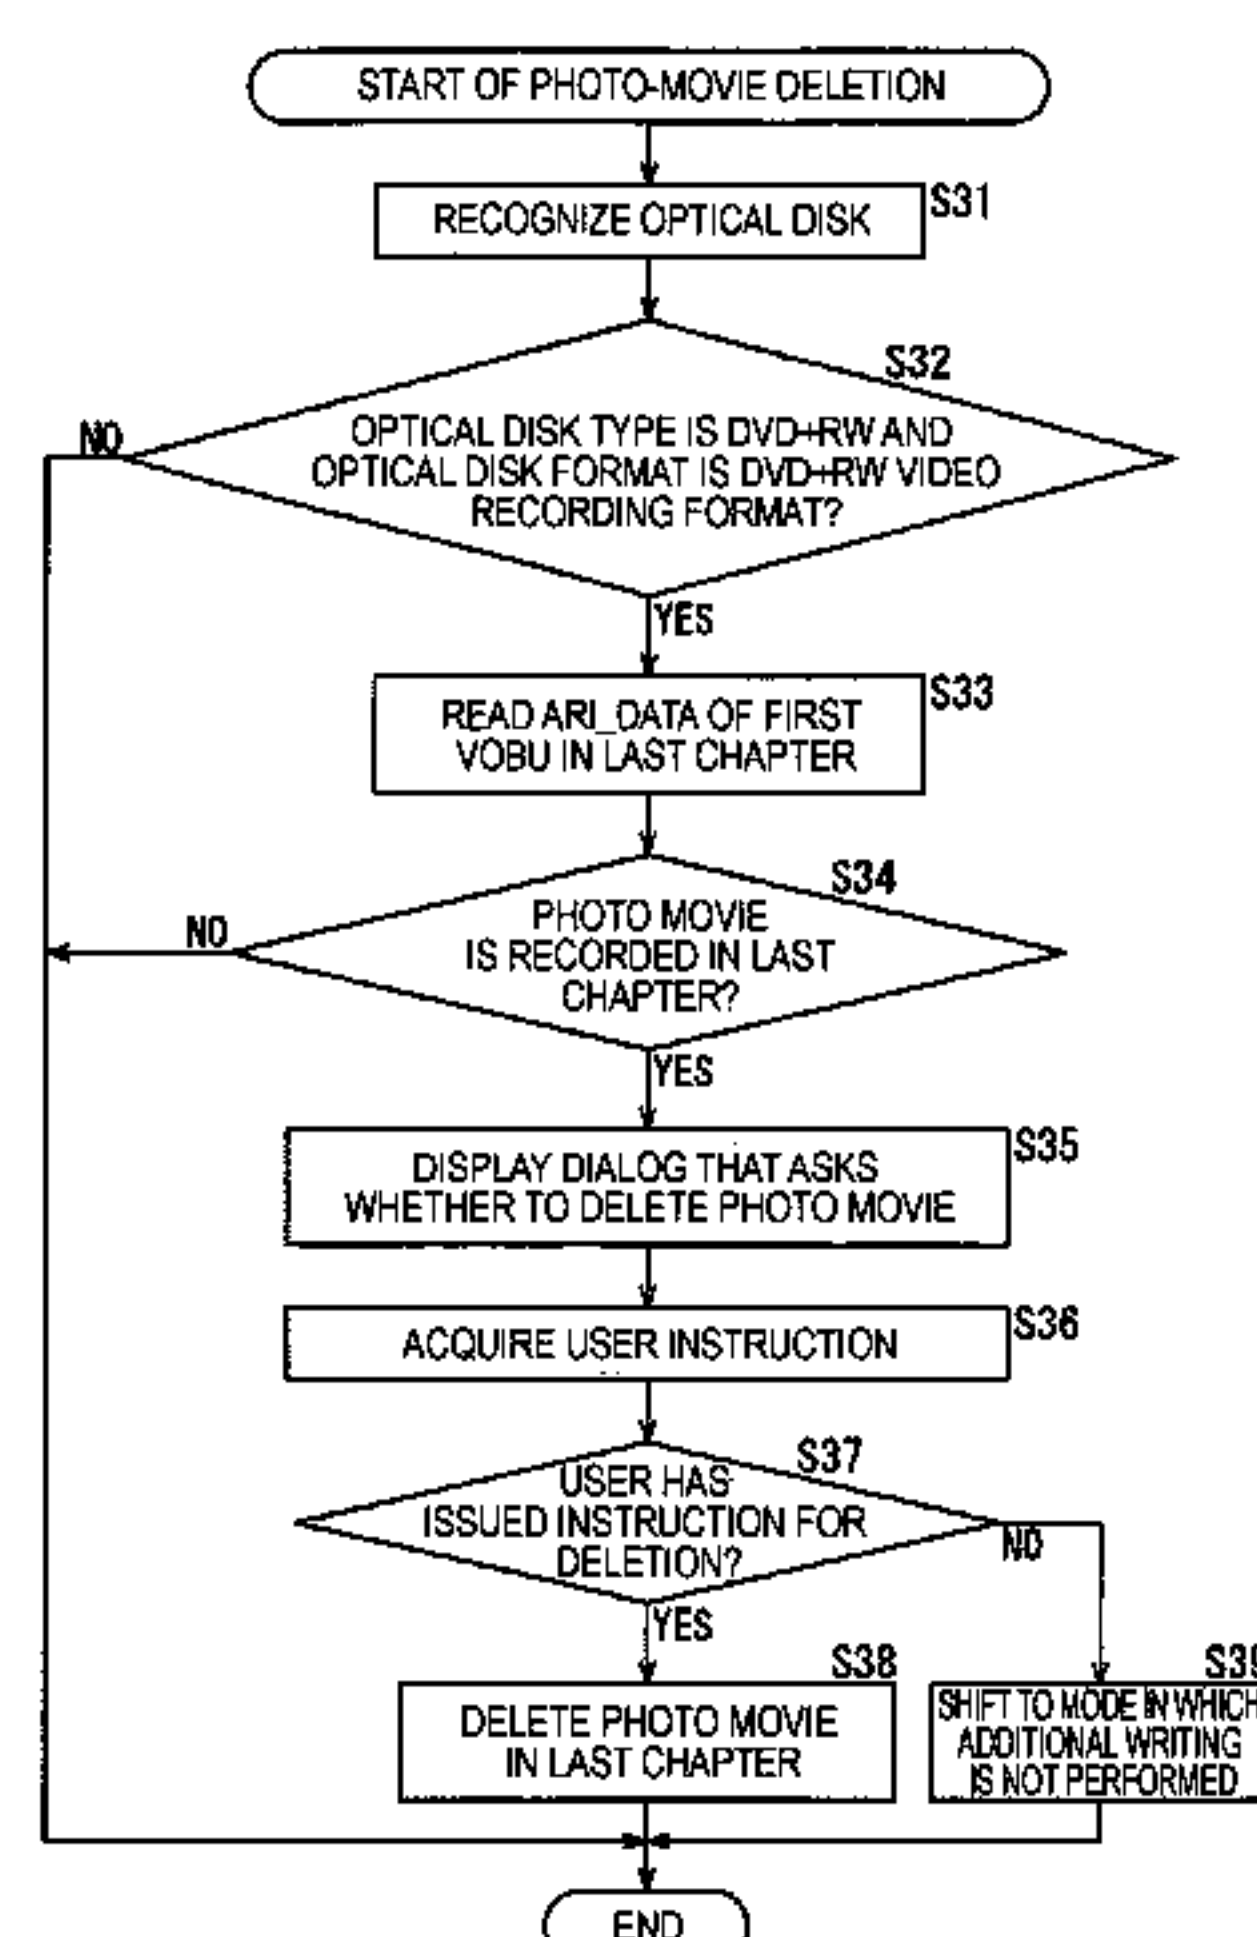 START OF PHOTO-MOVIE DELETION
RECOGNIZE OPTICAL DISK
S31
S32
NO
OPTICAL DISK TYPE IS DVD+RW AND
OPTICAL DISK FORMAT IS DVD+RW VIDEO
RECORDING FORMAT?
YES
S33
READ ARI_DATA OF FIRST
VOBU IN LAST CHAPTER
S34
NO
PHOTO MOVIE
IS RECORDED IN LAST
CHAPTER?
YES
S35
DISPLAY DIALOG THAT ASKS
WHETHER TO DELETE PHOTO MOVIE
S36
ACQUIRE USER INSTRUCTION
S37
USER HAS
ISSUED INSTRUCTION FOR
DELETION?
NO
YES
S38
DELETE PHOTO MOVIE
IN LAST CHAPTER
S39
SHIFT TO MODE IN WHICH
ADDITIONAL WRITING
IS NOT PERFORMED
END